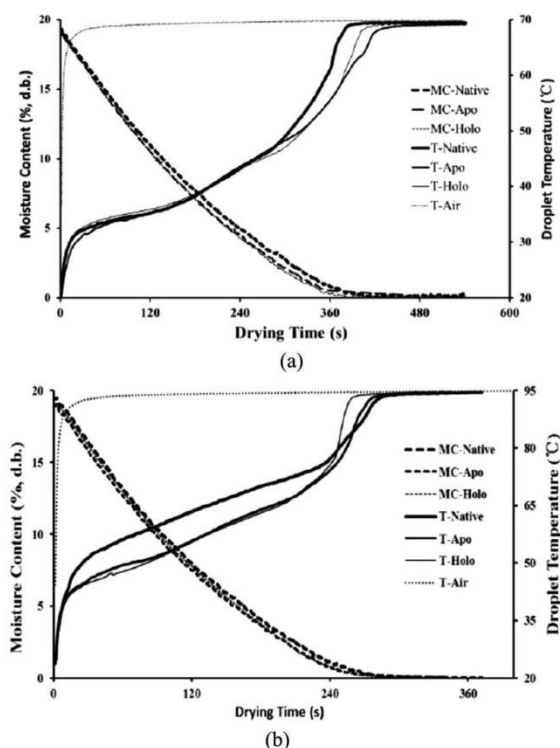 20
15
10
5
0
Moisture Content (%, d.b.)
70
60
50
40
30
20
Droplet Temperature (℃)
MC-Native
MC-Apo
MC-Holo
T-Native
T-Apo
T-Holo
T-Air
0 120 240 360 480 600
Drying Time (s)
(a)
20
15
10
5
0
Moisture Content (%, d.b.)
95
80
65
50
35
20
Droplet Temperature (℃)
MC-Native
MC-Apo
MC-Holo
T-Native
T-Apo
T-Holo
T-Air
0 120 240 360
Drying Time (s)
(b)